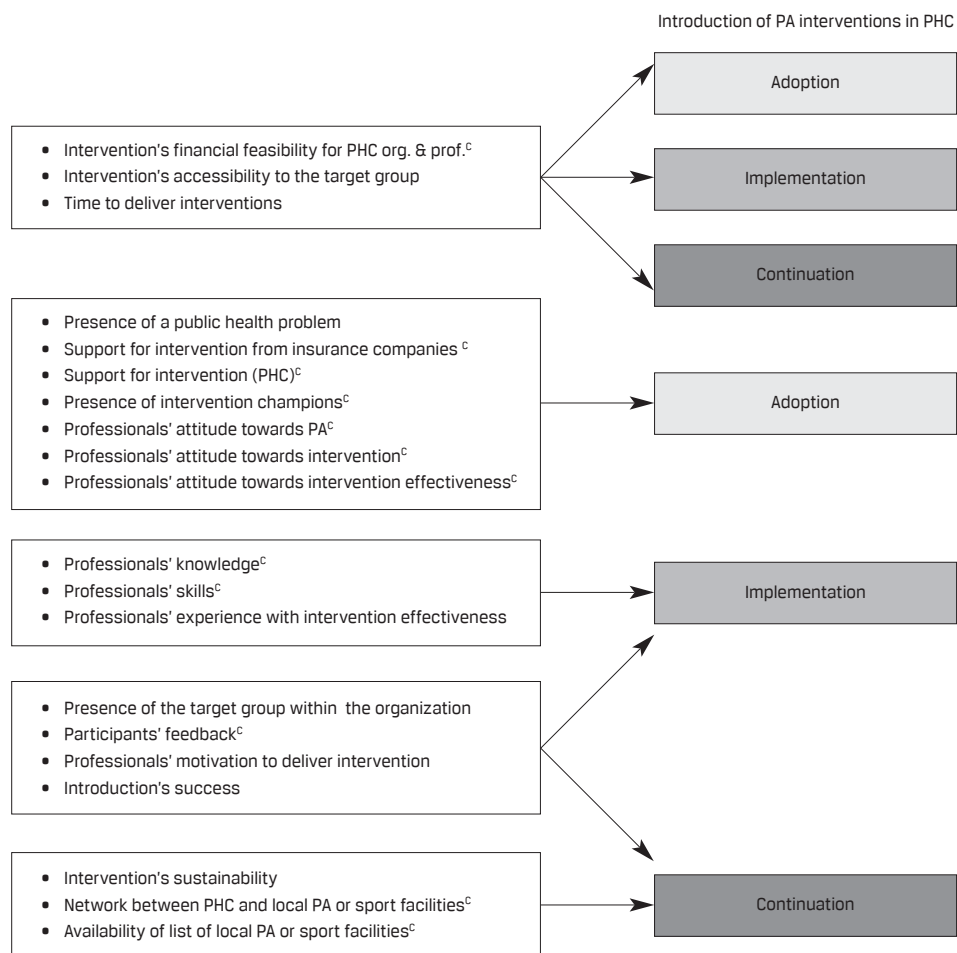 Introduction of PA interventions in PHC
Adoption
• Intervention's financial feasibility for PHC org. & prof.ᶜ
• Intervention's accessibility to the target group
• Time to deliver interventions
Implementation
Continuation
• Presence of a public health problem
• Support for intervention from insurance companies ᶜ
• Support for intervention (PHC)ᶜ
• Presence of intervention championsᶜ
• Professionals' attitude towards PAᶜ
• Professionals' attitude towards interventionᶜ
• Professionals' attitude towards intervention effectivenessᶜ
Adoption
• Professionals' knowledgeᶜ
• Professionals' skillsᶜ
• Professionals' experience with intervention effectiveness
Implementation
• Presence of the target group within the organization
• Participants' feedbackᶜ
• Professionals' motivation to deliver intervention
• Introduction's success
• Intervention's sustainability
• Network between PHC and local PA or sport facilitiesᶜ
• Availability of list of local PA or sport facilitiesᶜ
Continuation